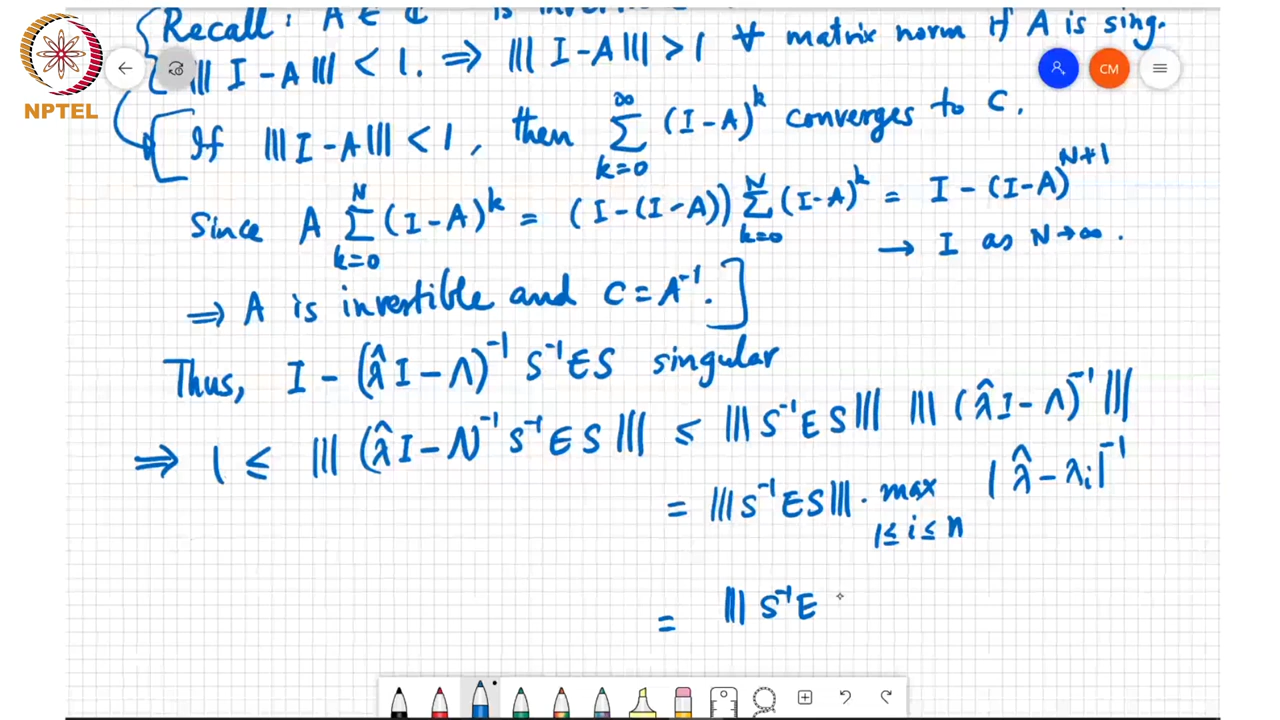 Recall: A ∈ ℂ is
||| I-A ||| < 1. ⇒ ||| I-A ||| > 1 ∀ matrix norm if A is sing.
NPTEL
CM
If ||| I-A ||| < 1, then ∑_{k=0}^{∞} (I-A)^k converges to C.
Since A ∑_{k=0}^{N} (I-A)^k = (I-(I-A)) ∑_{k=0}^{N} (I-A)^k = I - (I-A)^{N+1}
→ I as N→∞.
⇒ A is invertible and C = A^{-1}. ]
Thus, I - (λ̂I - Λ)^{-1} S^{-1}ES singular
⇒ 1 ≤ ||| (λ̂I - Λ)^{-1} S^{-1}ES ||| ≤ ||| S^{-1}ES ||| ||| (λ̂I - Λ)^{-1} |||
= ||| S^{-1}ES ||| · max_{1≤i≤n} |λ̂ - λ_i|^{-1}
= ||| S^{-1}E